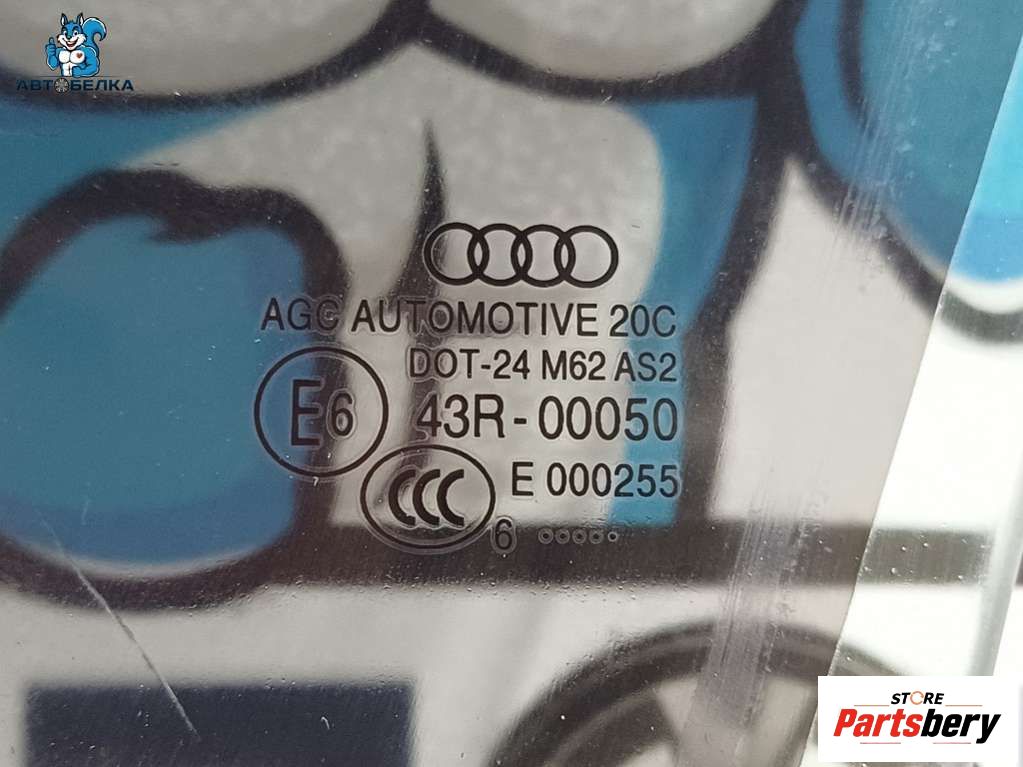 АВТОБЕЛКА
AGC AUTOMOTIVE 20C
DOT-24 M62 AS2
E6 43R-00050
CCC E 000255
6
STORE
Partsbery